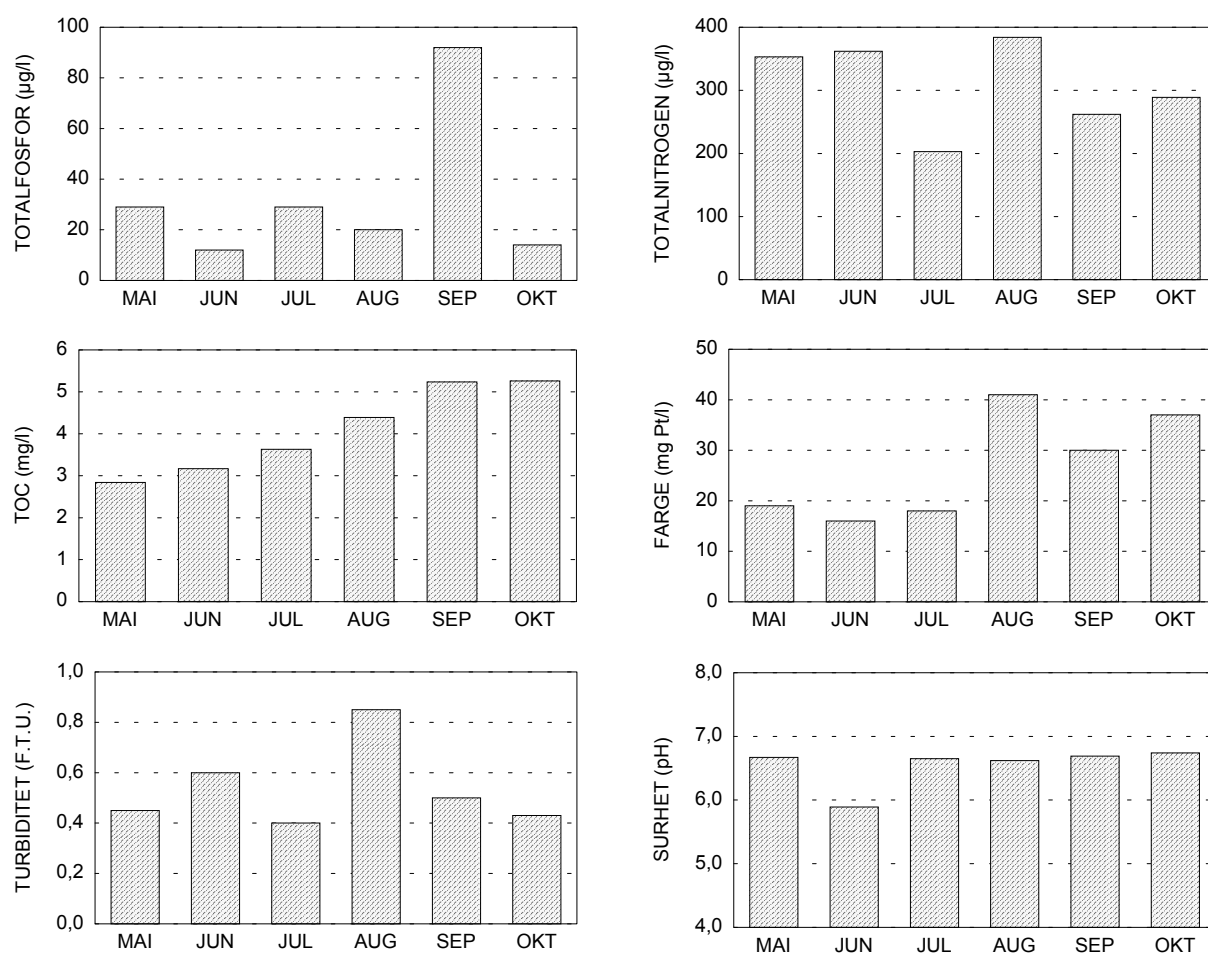 TOTALFOSFOR (µg/l)
100
80
60
40
20
0
MAI JUN JUL AUG SEP OKT
TOTALNITROGEN (µg/l)
400
300
200
100
0
MAI JUN JUL AUG SEP OKT
TOC (mg/l)
6
5
4
3
2
1
0
MAI JUN JUL AUG SEP OKT
FARGE (mg Pt/l)
50
40
30
20
10
0
MAI JUN JUL AUG SEP OKT
TURBIDITET (F.T.U.)
1,0
0,8
0,6
0,4
0,2
0,0
MAI JUN JUL AUG SEP OKT
SURHET (pH)
8,0
7,0
6,0
5,0
4,0
MAI JUN JUL AUG SEP OKT